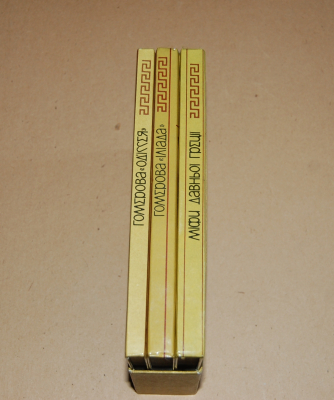 ГОМЕРОВА «ОДІССЕЯ»
ГОМЕРОВА «ІЛІАДА»
МІФИ ДАВНЬОЇ ГРЕЦІЇ